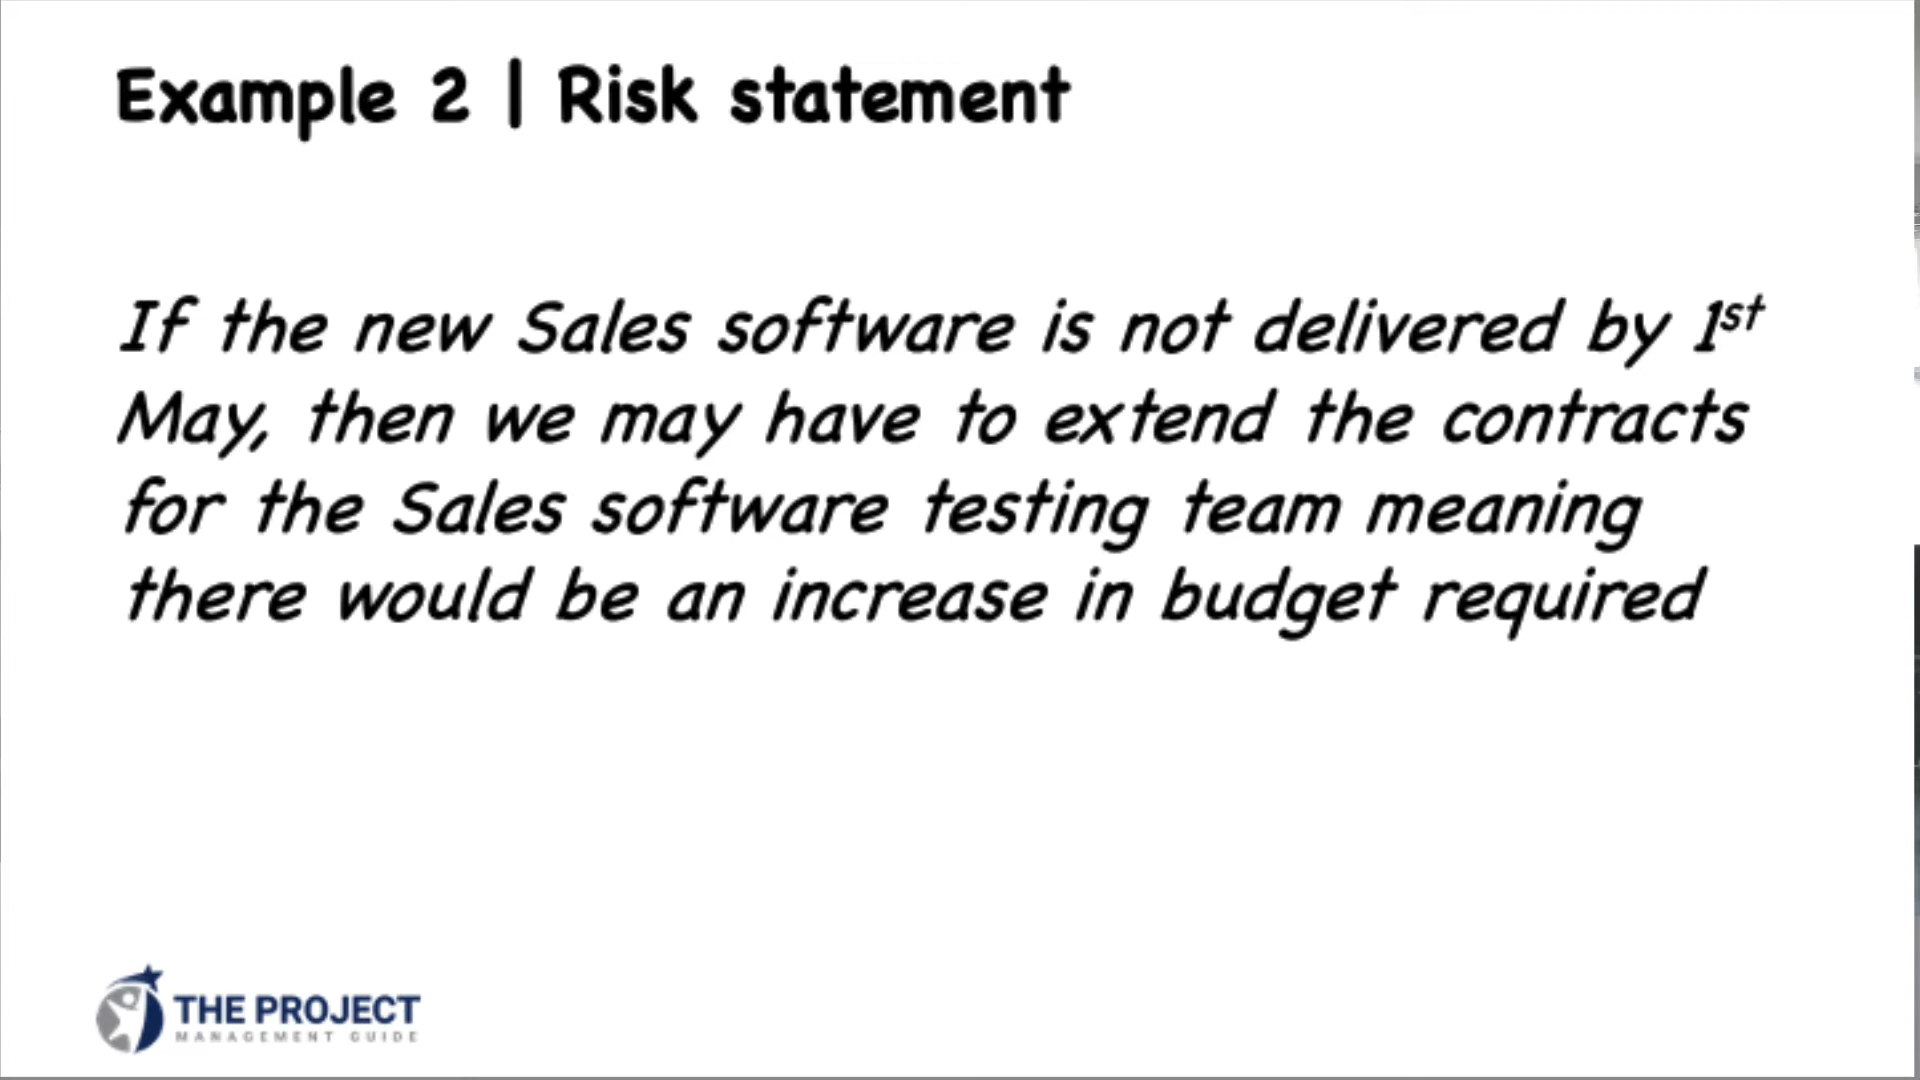 Example 2 | Risk statement
If the new Sales software is not delivered by 1st
May, then we may have to extend the contracts
for the Sales software testing team meaning
there would be an increase in budget required
THE PROJECT
MANAGEMENT GUIDE